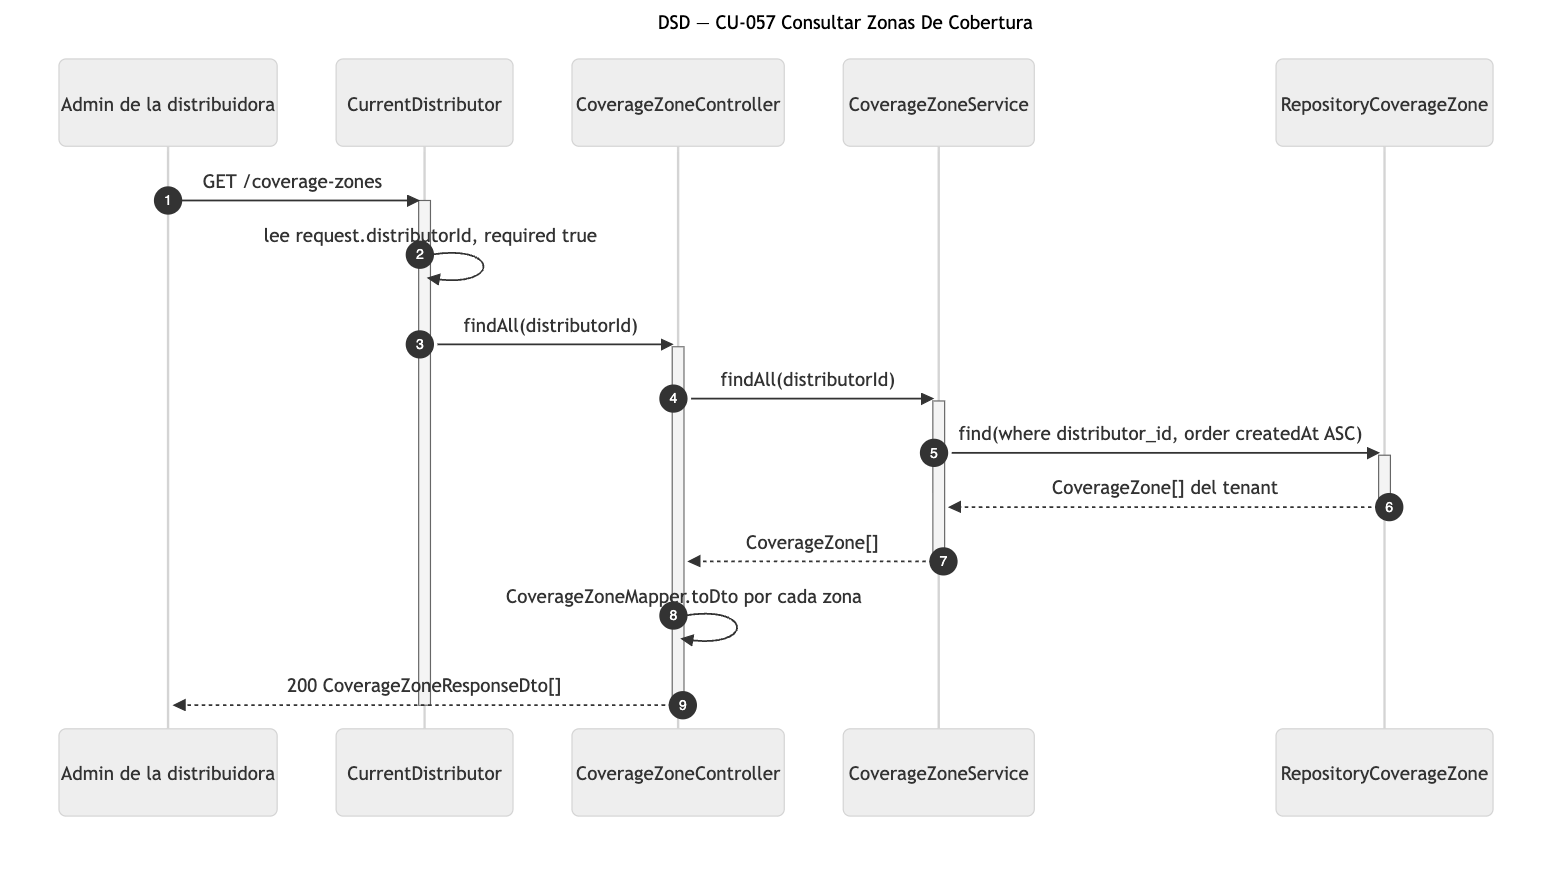 DSD — CU-057 Consultar Zonas De Cobertura
Admin de la distribuidora
CurrentDistributor
CoverageZoneController
CoverageZoneService
RepositoryCoverageZone
GET /coverage-zones
1
lee request.distributorId, required true
2
findAll(distributorId)
3
findAll(distributorId)
4
find(where distributor_id, order createdAt ASC)
5
CoverageZone[] del tenant
6
CoverageZone[]
7
CoverageZoneMapper.toDto por cada zona
8
200 CoverageZoneResponseDto[]
9
Admin de la distribuidora
CurrentDistributor
CoverageZoneController
CoverageZoneService
RepositoryCoverageZone